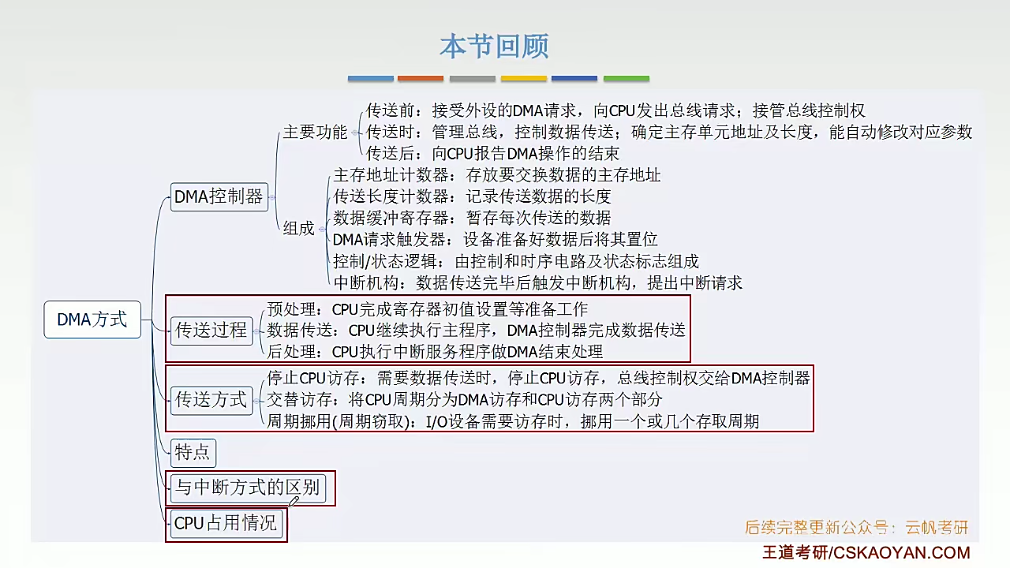 本节回顾
传送前：接受外设的DMA请求，向CPU发出总线请求；接管总线控制权
主要功能
传送时：管理总线，控制数据传送；确定主存单元地址及长度，能自动修改对应参数
传送后：向CPU报告DMA操作的结束
DMA控制器
主存地址计数器：存放要交换数据的主存地址
传送长度计数器：记录传送数据的长度
数据缓冲寄存器：暂存每次传送的数据
组成
DMA请求触发器：设备准备好数据后将其置位
控制/状态逻辑：由控制和时序电路及状态标志组成
中断机构：数据传送完毕后触发中断机构，提出中断请求
DMA方式
预处理：CPU完成寄存器初值设置等准备工作
传送过程
数据传送：CPU继续执行主程序，DMA控制器完成数据传送
后处理：CPU执行中断服务程序做DMA结束处理
停止CPU访存：需要数据传送时，停止CPU访存，总线控制权交给DMA控制器
传送方式
交替访存：将CPU周期分为DMA访存和CPU访存两个部分
周期挪用(周期窃取)：I/O设备需要访存时，挪用一个或几个存取周期
特点
与中断方式的区别
CPU占用情况
后续完整更新公众号：云帆考研
王道考研/CSKAOYAN.COM